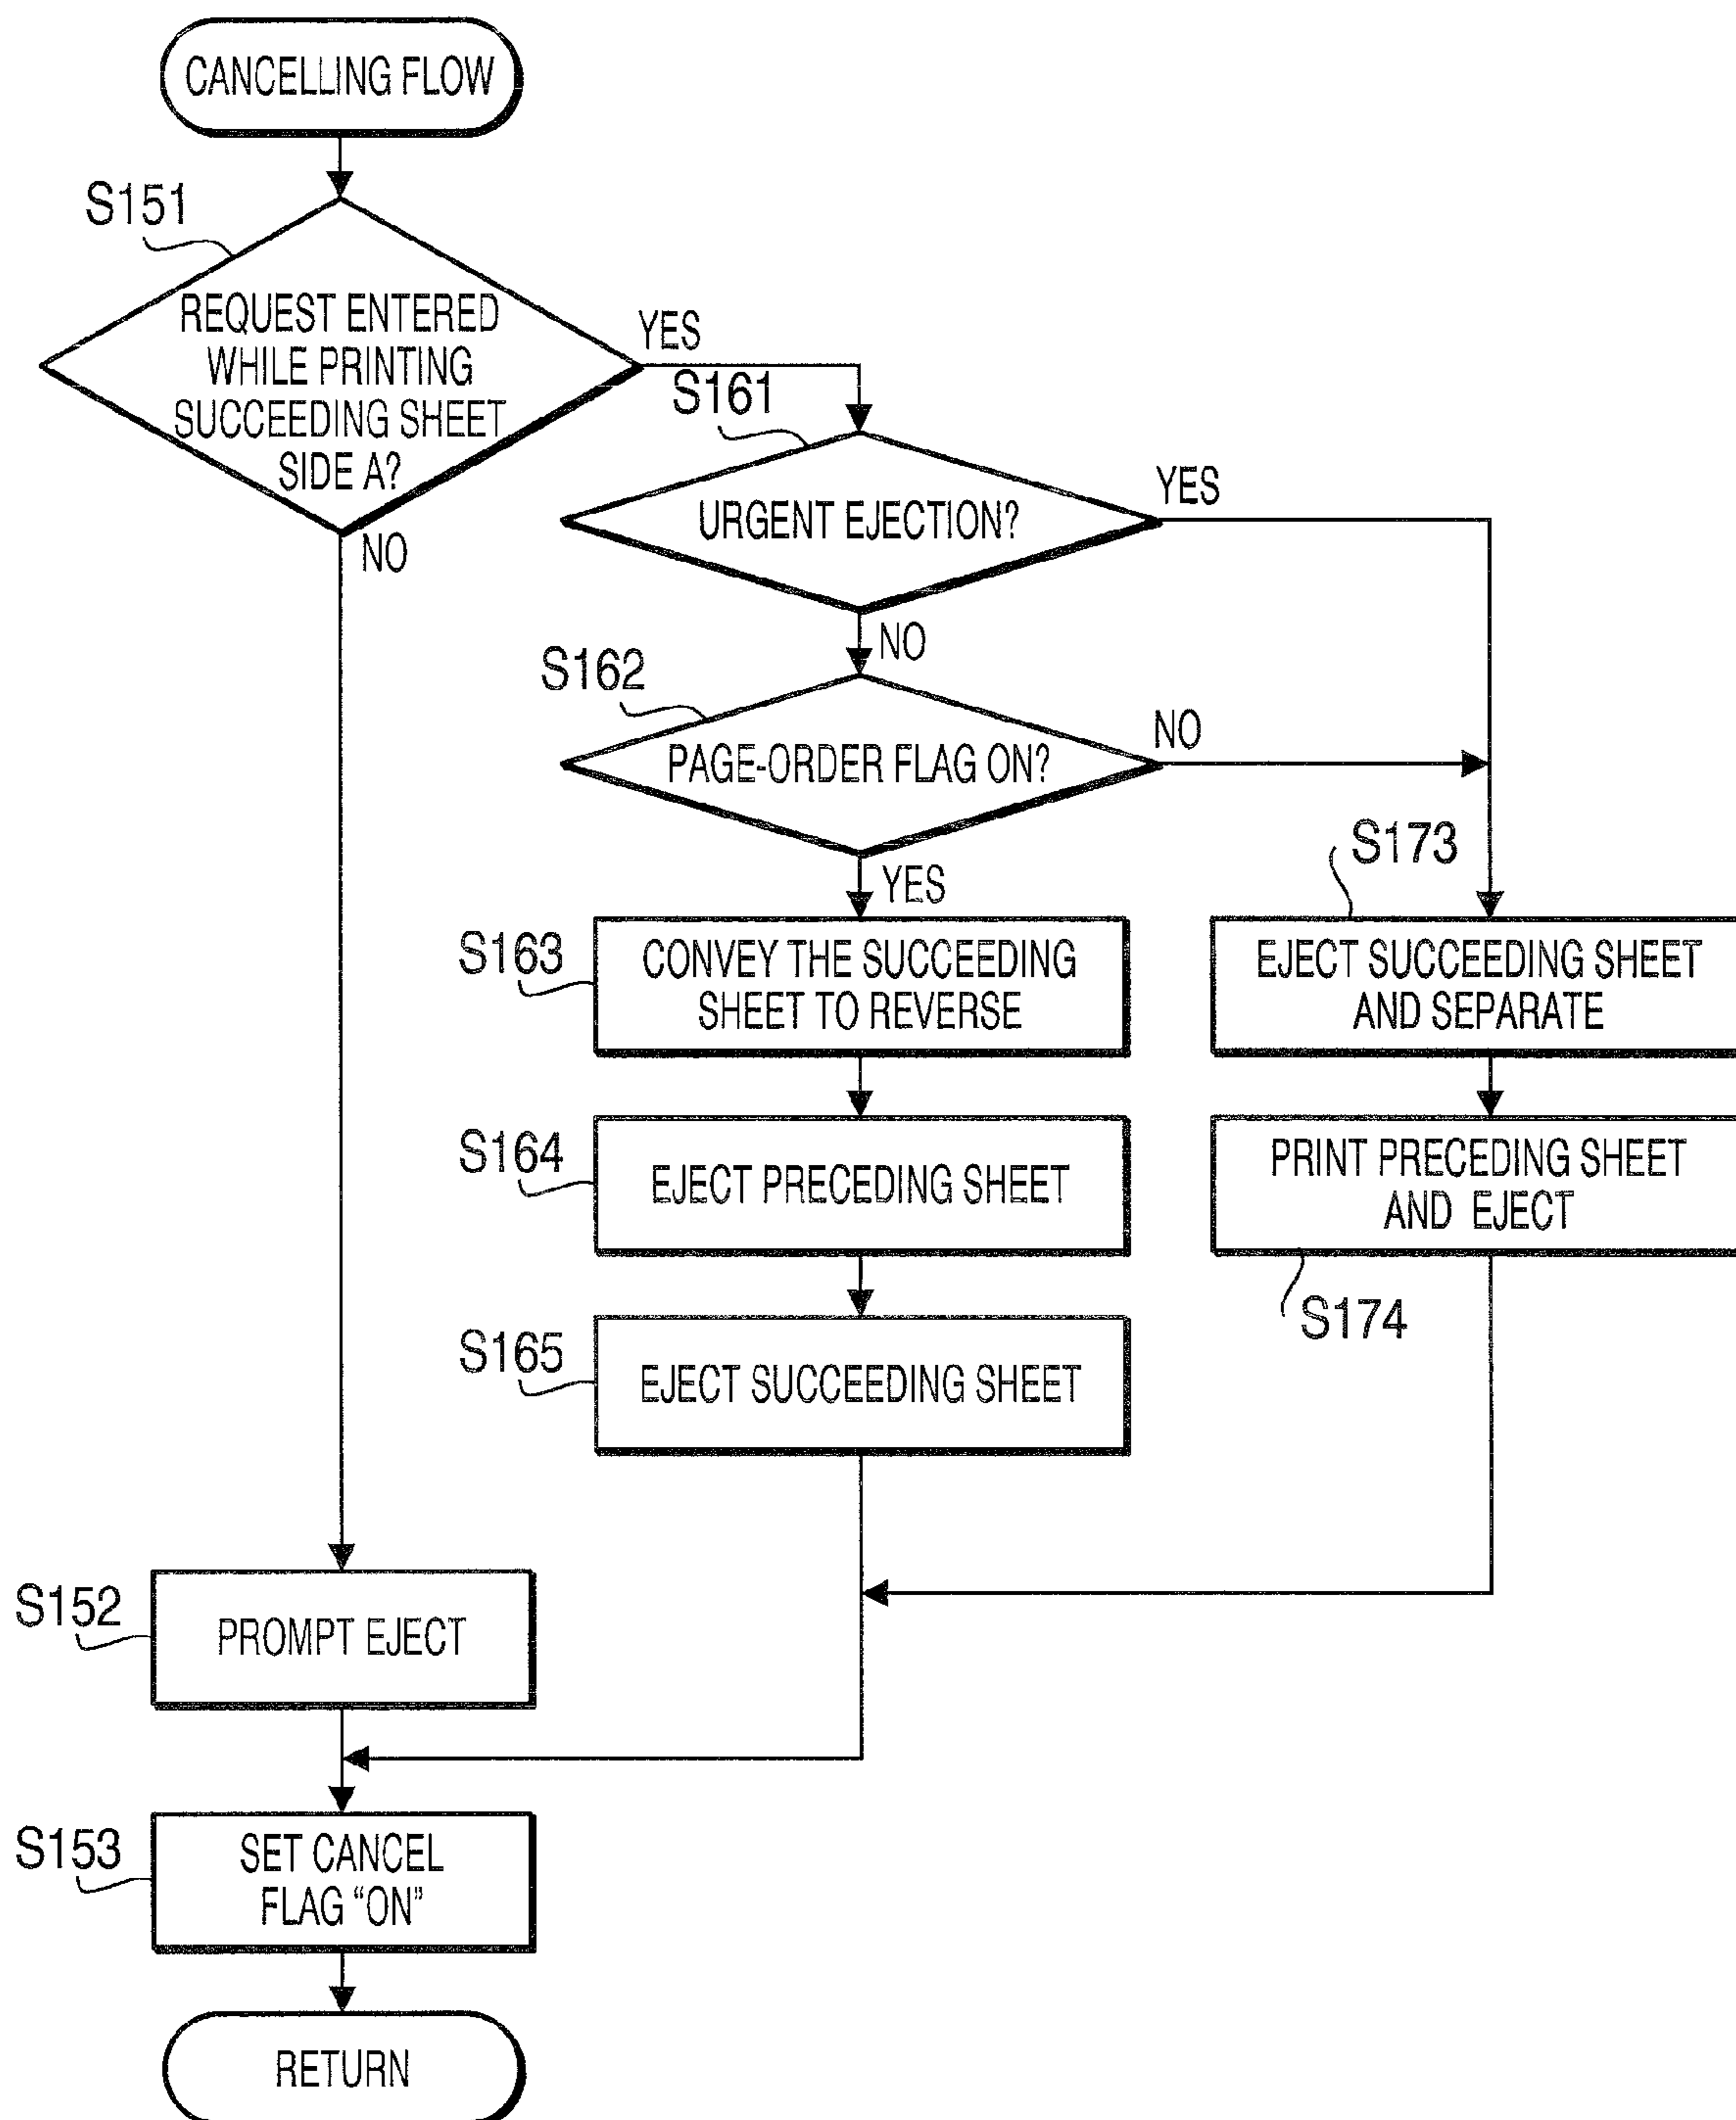 CANCELLING FLOW
S151
REQUEST ENTERED
WHILE PRINTING
SUCCEEDING SHEET
SIDE A?
YES
NO
S161
URGENT EJECTION?
YES
NO
S162
PAGE-ORDER FLAG ON?
NO
YES
S163
CONVEY THE SUCCEEDING
SHEET TO REVERSE
S173
EJECT SUCCEEDING SHEET
AND SEPARATE
S164
EJECT PRECEDING SHEET
PRINT PRECEDING SHEET
AND EJECT
S174
S165
EJECT SUCCEEDING SHEET
S152
PROMPT EJECT
S153
SET CANCEL
FLAG “ON”
RETURN